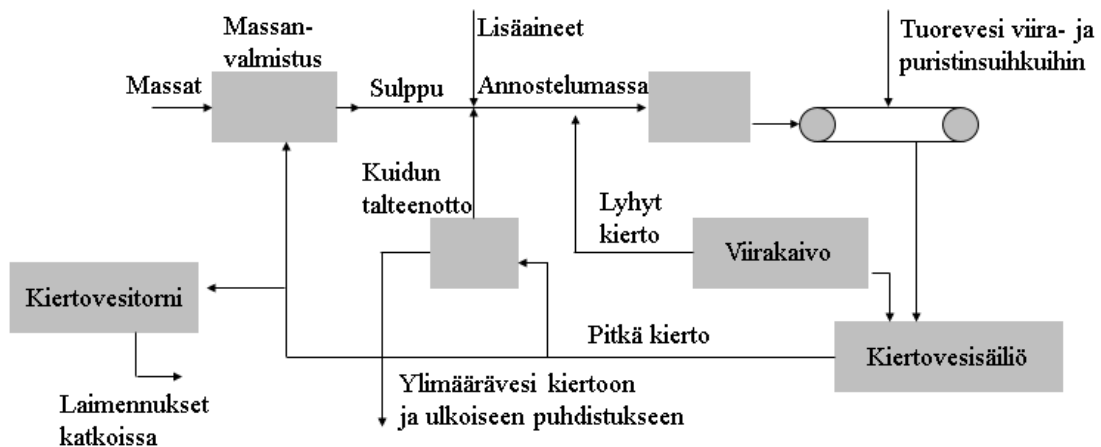 Massan-
valmistus
Lisäaineet
Tuorevesi viira- ja
puristinsuihkuihin
Massat
Sulppu
Annostelumassa
Kuidun
talteenotto
Lyhyt
kierto
Viirakaivo
Kiertovesitorni
Pitkä kierto
Kiertovesisäiliö
Laimennukset
katkoissa
Ylimäärävesi kiertoon
ja ulkoiseen puhdistukseen